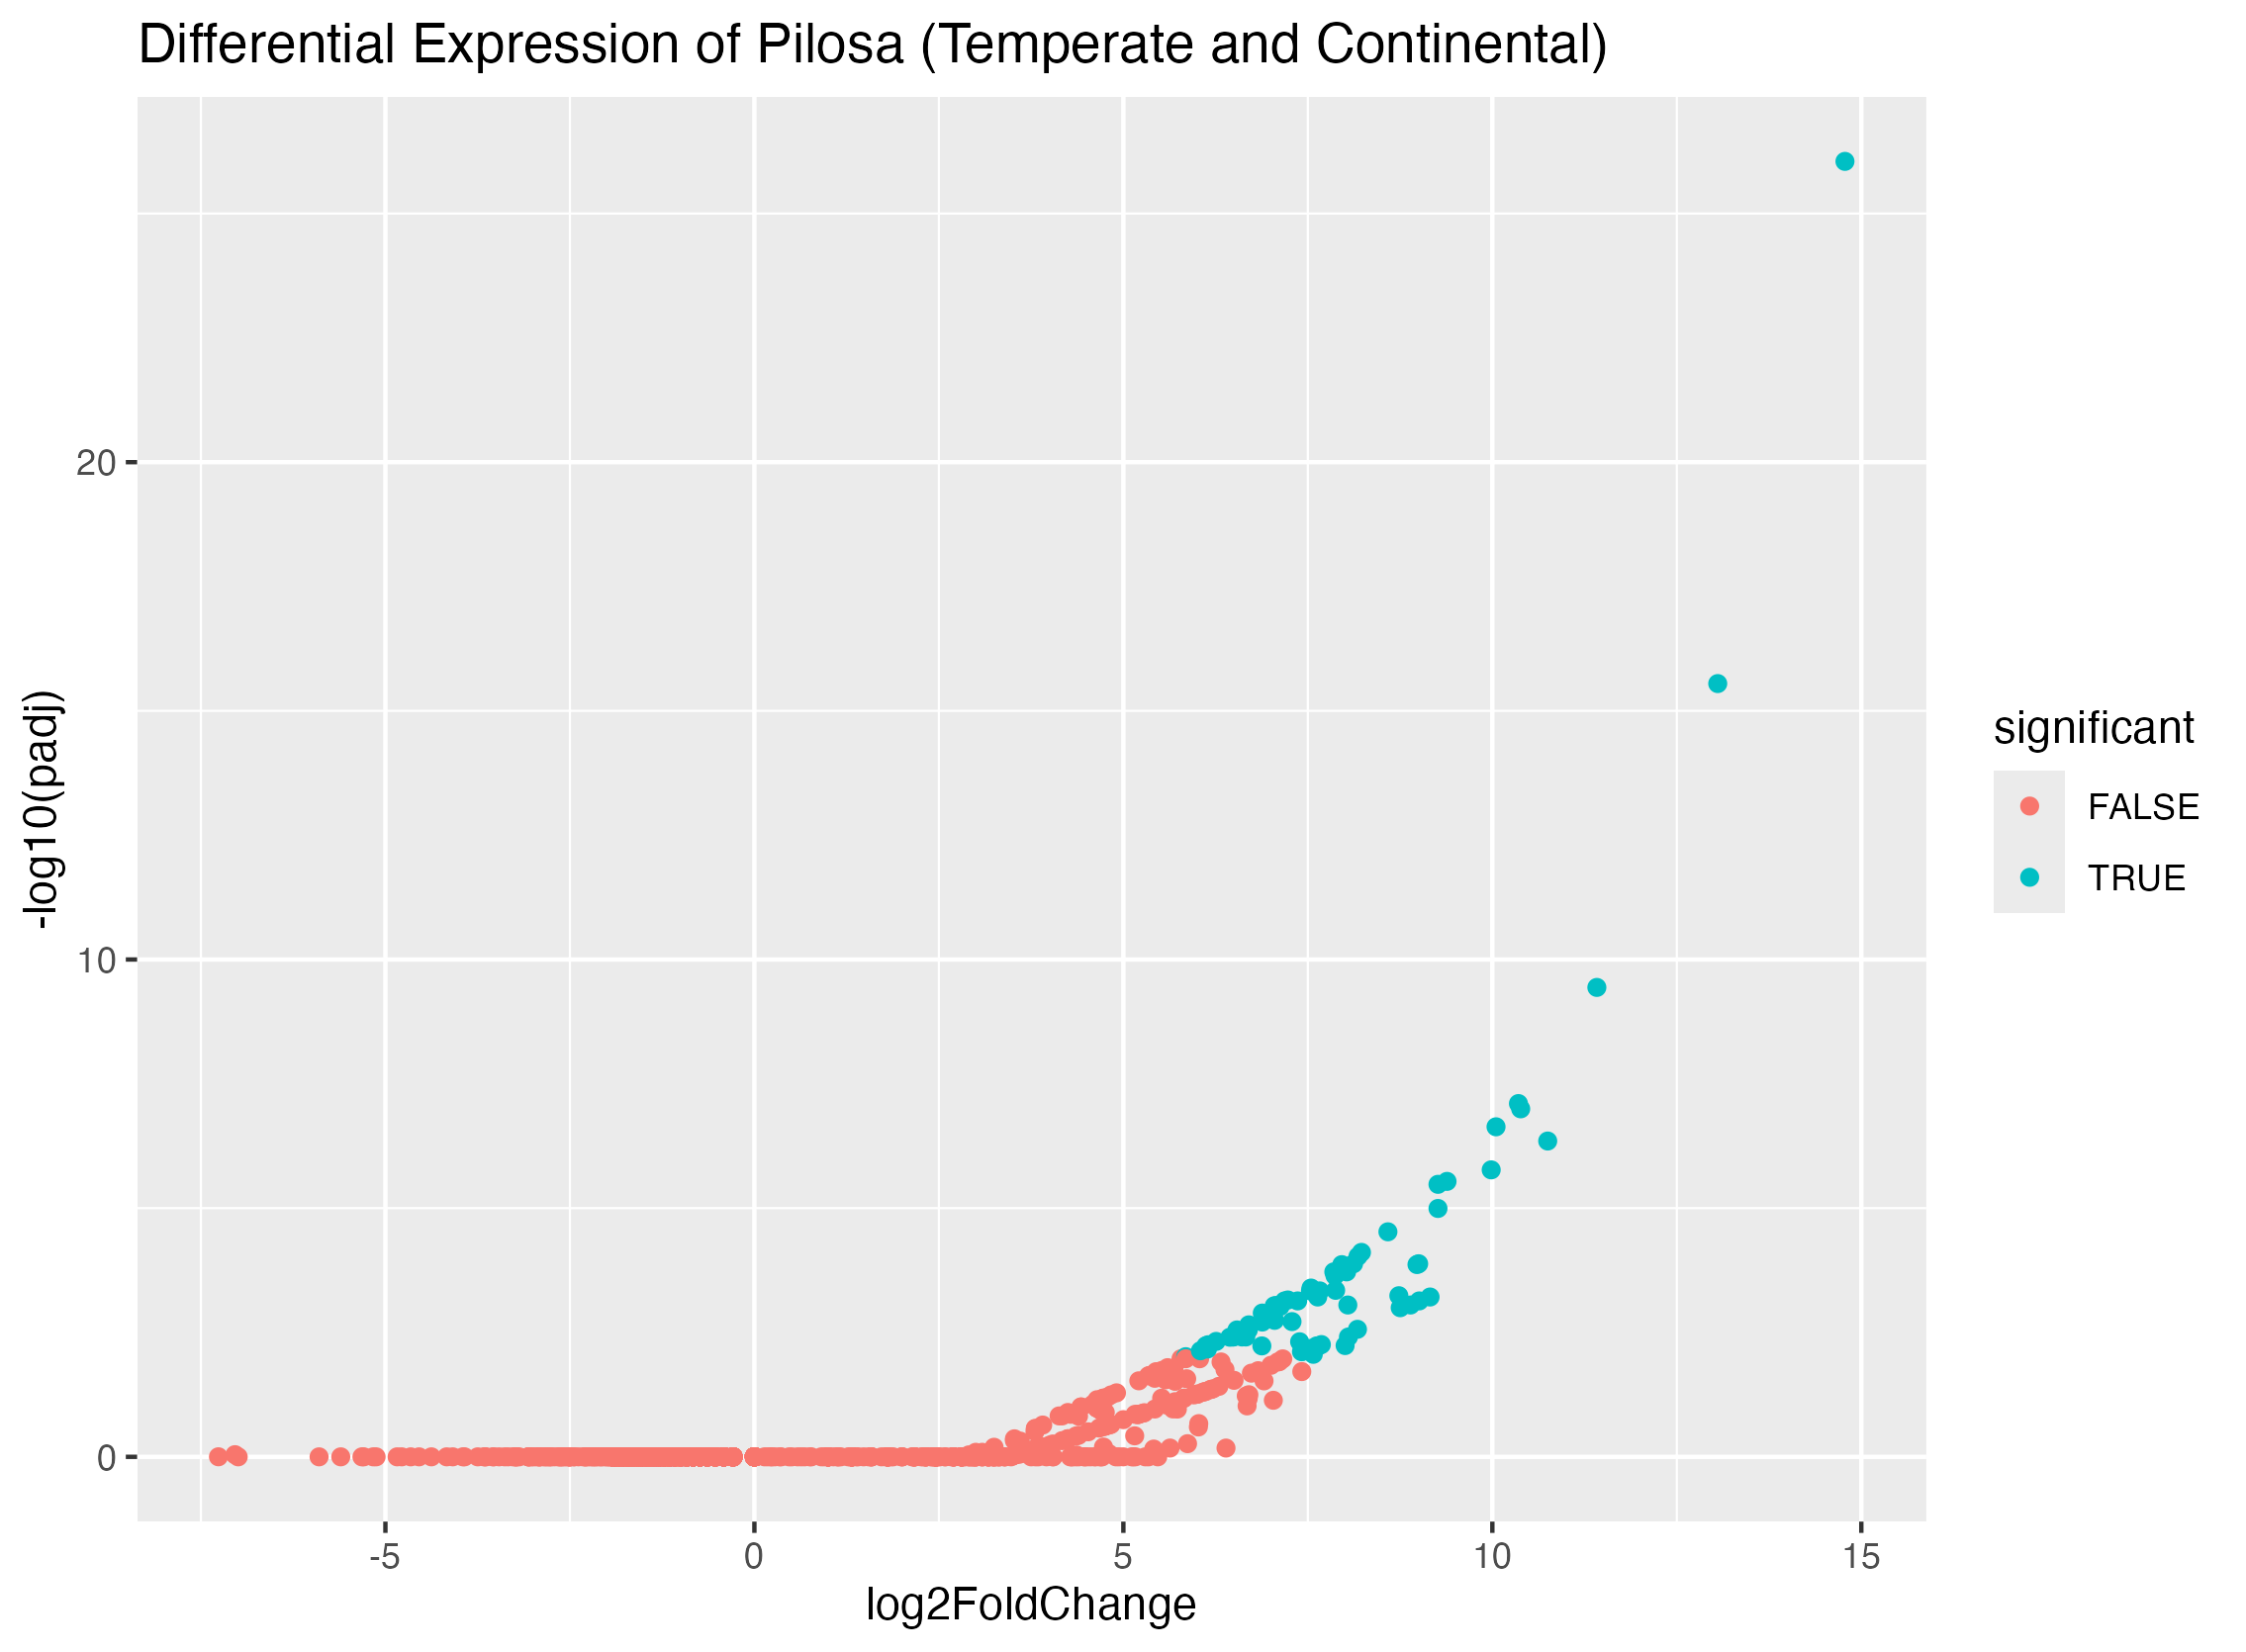 Differential Expression of Pilosa (Temperate and Continental)
-log10(padj)
20
10
0
-5
0
5
10
15
log2FoldChange
significant
FALSE
TRUE